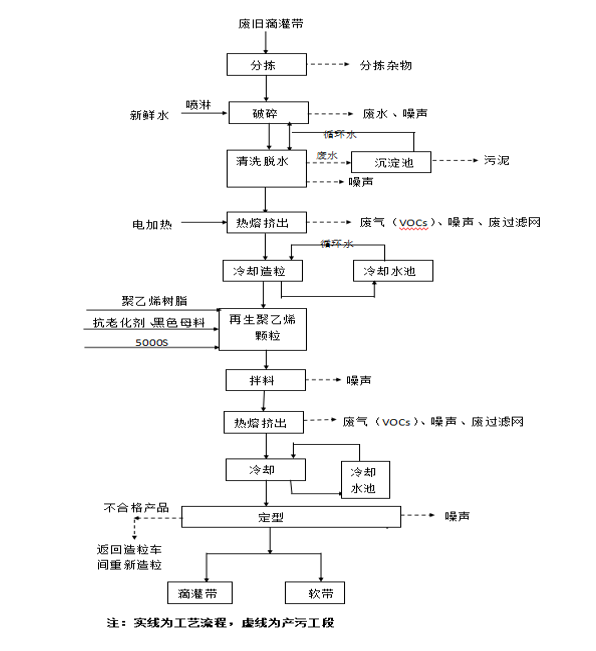 废旧滴灌带
分拣
分拣杂物
新鲜水
喷淋
破碎
废水、噪声
循环水
清洗脱水
废水
沉淀池
污泥
噪声
电加热
热熔挤出
废气（VOCs）、噪声、废过滤网
循环水
冷却造粒
冷却水池
聚乙烯树脂
抗老化剂、黑色母料
5000S
再生聚乙烯
颗粒
拌料
噪声
热熔挤出
废气（VOCs）、噪声、废过滤网
冷却
冷却
水池
不合格产品
定型
噪声
返回造粒车
间重新造粒
滴灌带
软带
注：实线为工艺流程，虚线为产污工段